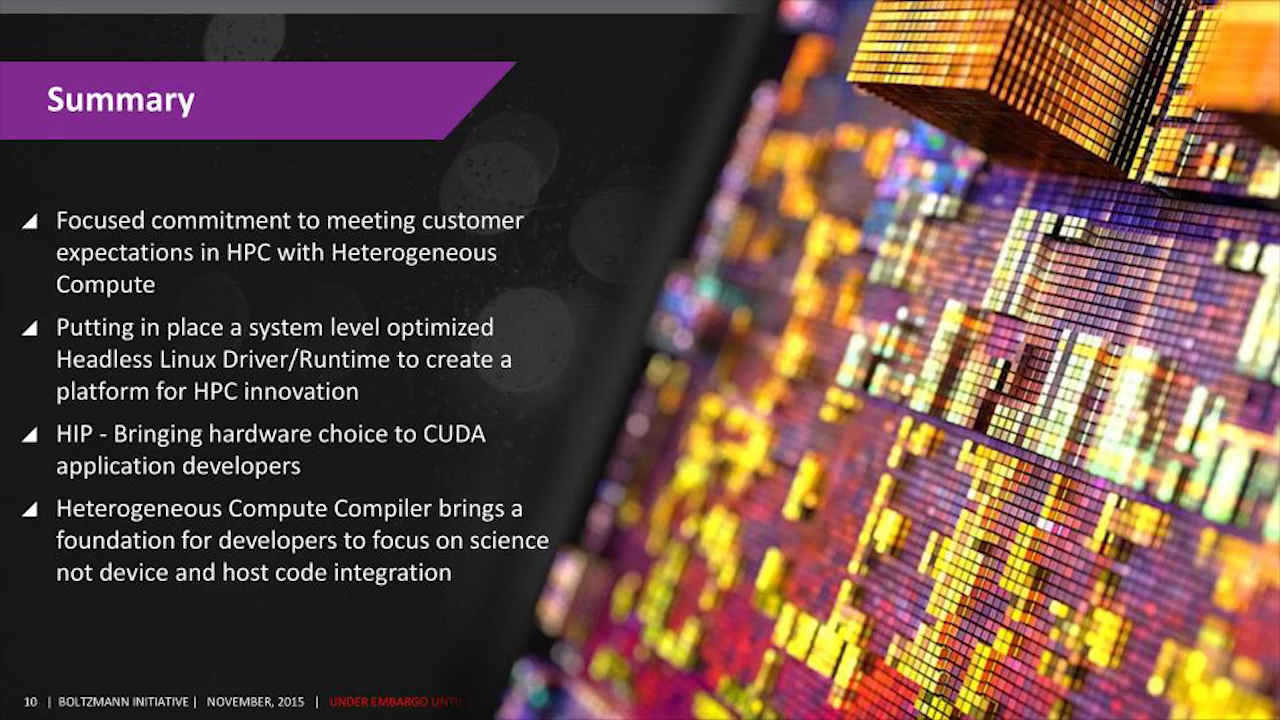 Summary
Focused commitment to meeting customer
expectations in HPC with Heterogeneous
Compute
Putting in place a system level optimized
Headless Linux Driver/Runtime to create a
platform for HPC innovation
HIP - Bringing hardware choice to CUDA
application developers
Heterogeneous Compute Compiler brings a
foundation for developers to focus on science
not device and host code integration
10 | BOLTZMANN INITIATIVE | NOVEMBER, 2015 | UNDER EMBARGO UNTIL